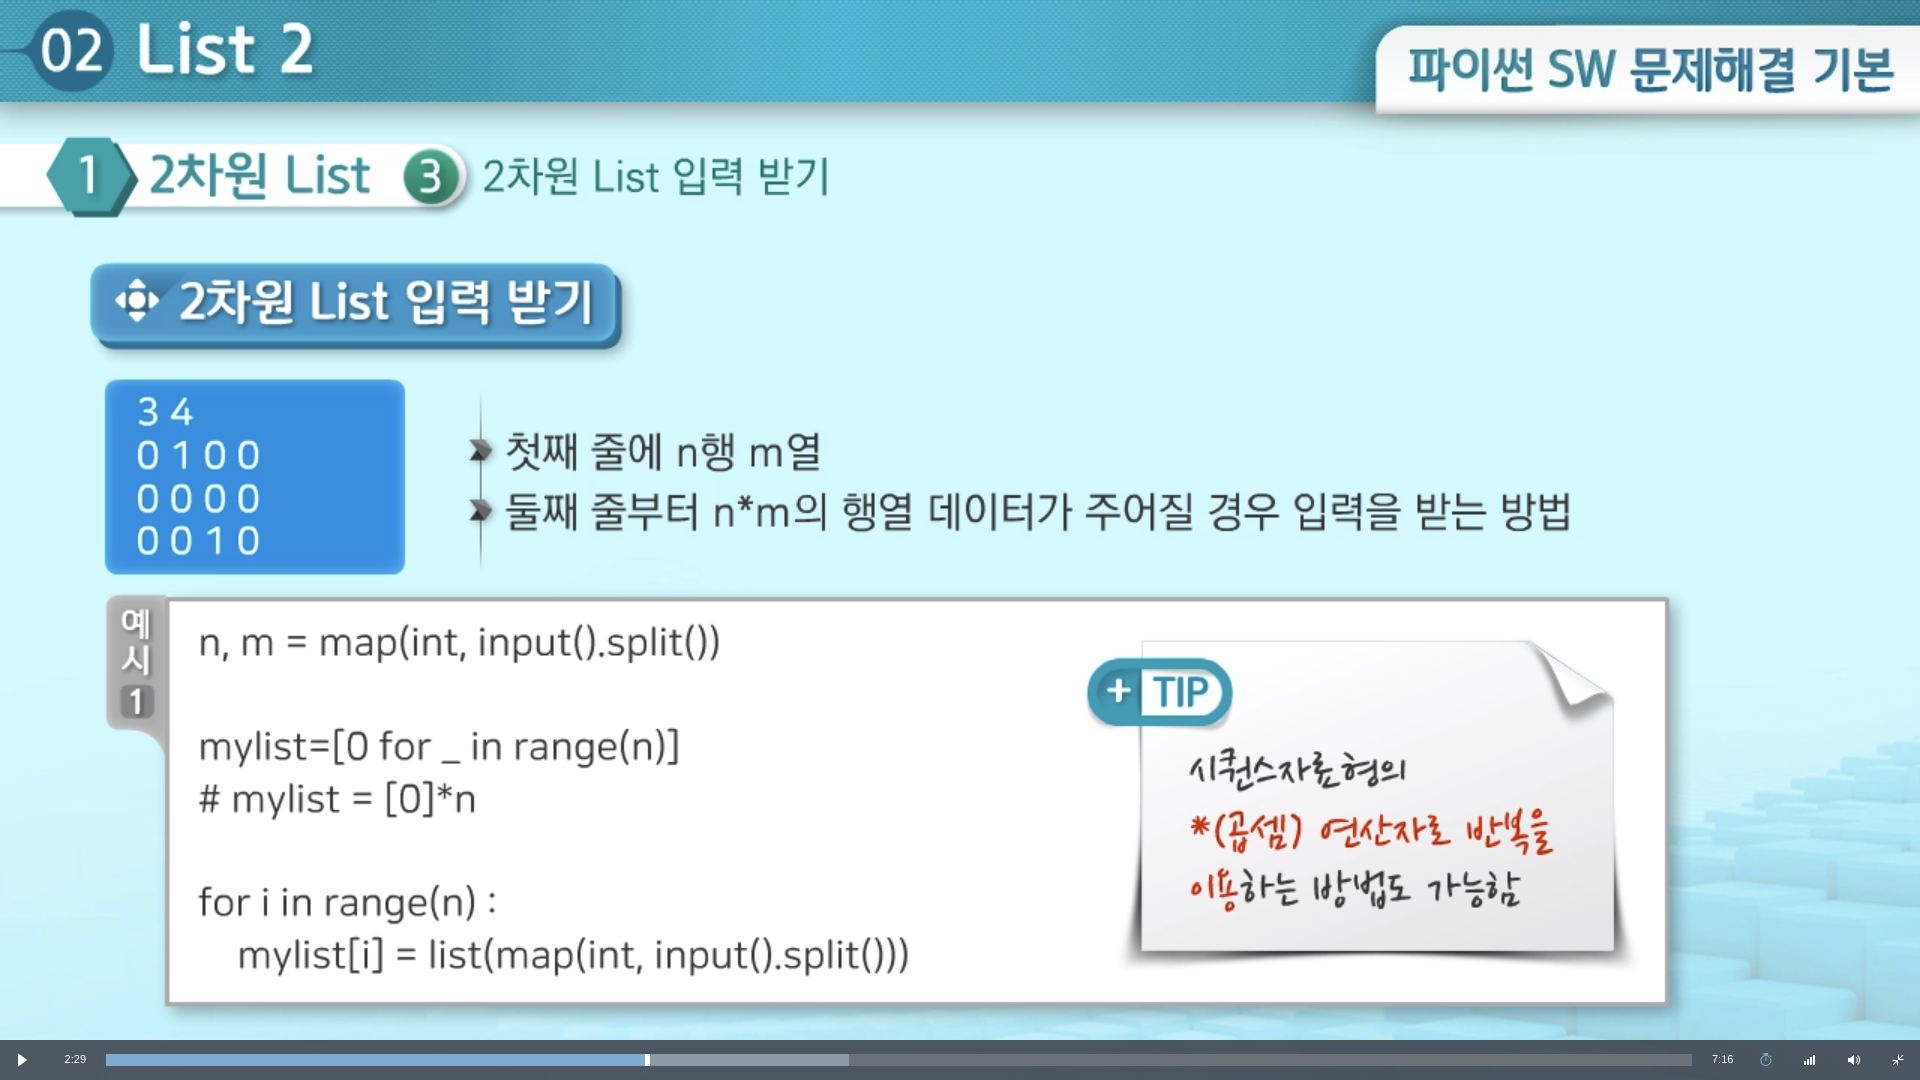 02 List 2
파이썬 SW 문제해결 기본
1 2차원 List 3 2차원 List 입력 받기
2차원 List 입력 받기
3 4
0 1 0 0
0 0 0 0
0 0 1 0
첫째 줄에 n행 m열
둘째 줄부터 n*m의 행열 데이터가 주어질 경우 입력을 받는 방법
예시 1
n, m = map(int, input().split())
mylist=[0 for _ in range(n)]
# mylist = [0]*n
for i in range(n) :
mylist[i] = list(map(int, input().split()))
+ TIP
시퀀스자료형의
*(곱셈) 연산자로 반복을
이용하는 방법도 가능함
2:29
7:16